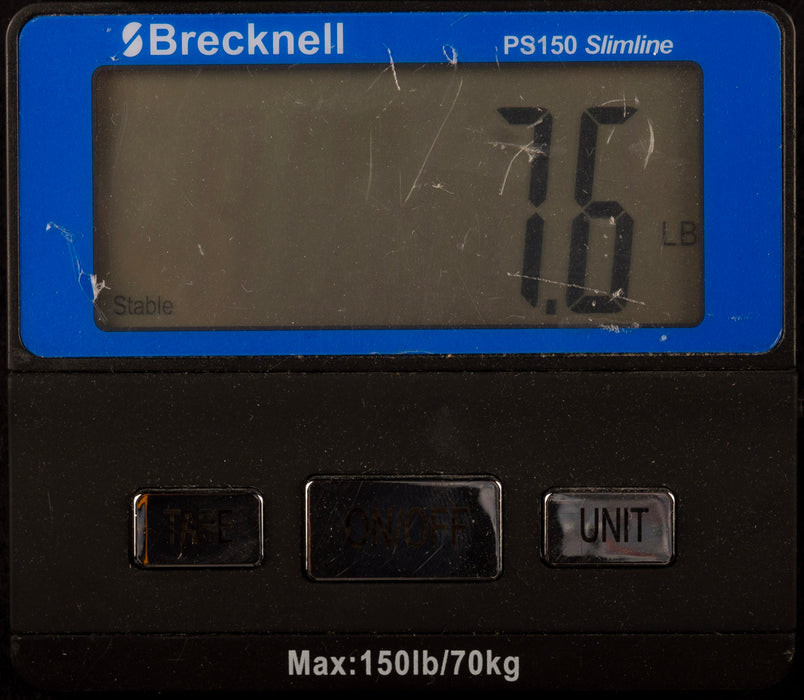 Brecknell
PS150 Slimline
7.6 LB
Stable
TARE ON/OFF UNIT
Max:150lb/70kg